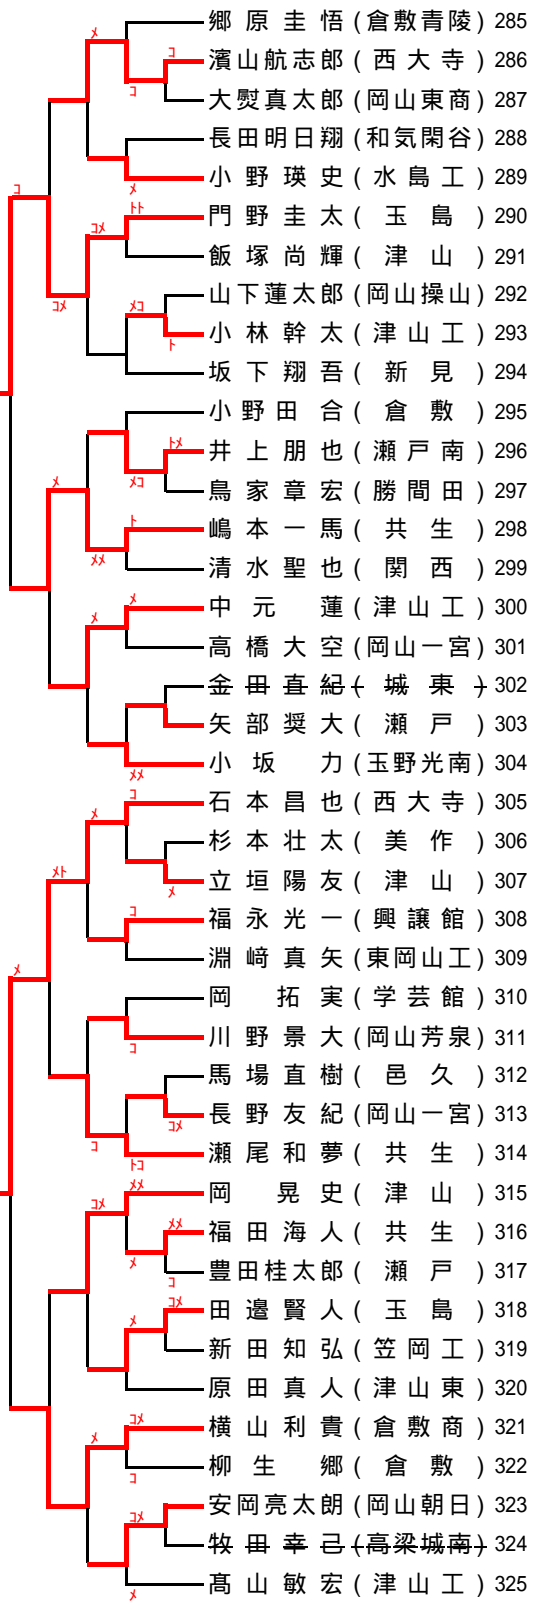 郷原圭悟(倉敷青陵) 285
濱山航志郎(西大寺) 286
大熨真太郎(岡山東商) 287
長田明日翔(和気閑谷) 288
小野瑛史(水島工) 289
門野圭太(玉島) 290
飯塚尚輝(津山) 291
山下蓮太郎(岡山操山) 292
小林幹太(津山工) 293
坂下翔吾(新見) 294
小野田合(倉敷) 295
井上朋也(瀬戸南) 296
鳥家章宏(勝間田) 297
嶋本一馬(共生) 298
清水聖也(関西) 299
中元蓮(津山工) 300
高橋大空(岡山一宮) 301
金田直紀(城東) 302
矢部奨大(瀬戸) 303
小坂力(玉野光南) 304
石本昌也(西大寺) 305
杉本壮太(美作) 306
立垣陽友(津山) 307
福永光一(興譲館) 308
淵﨑真矢(東岡山工) 309
岡拓実(学芸館) 310
川野景大(岡山芳泉) 311
馬場直樹(邑久) 312
長野友紀(岡山一宮) 313
瀬尾和夢(共生) 314
岡晃史(津山) 315
福田海人(共生) 316
豊田桂太郎(瀬戸) 317
田邉賢人(玉島) 318
新田知弘(笠岡工) 319
原田真人(津山東) 320
横山利貴(倉敷商) 321
柳生郷(倉敷) 322
安岡亮太朗(岡山朝日) 323
牧田幸己(高梁城南) 324
髙山敏宏(津山工) 325